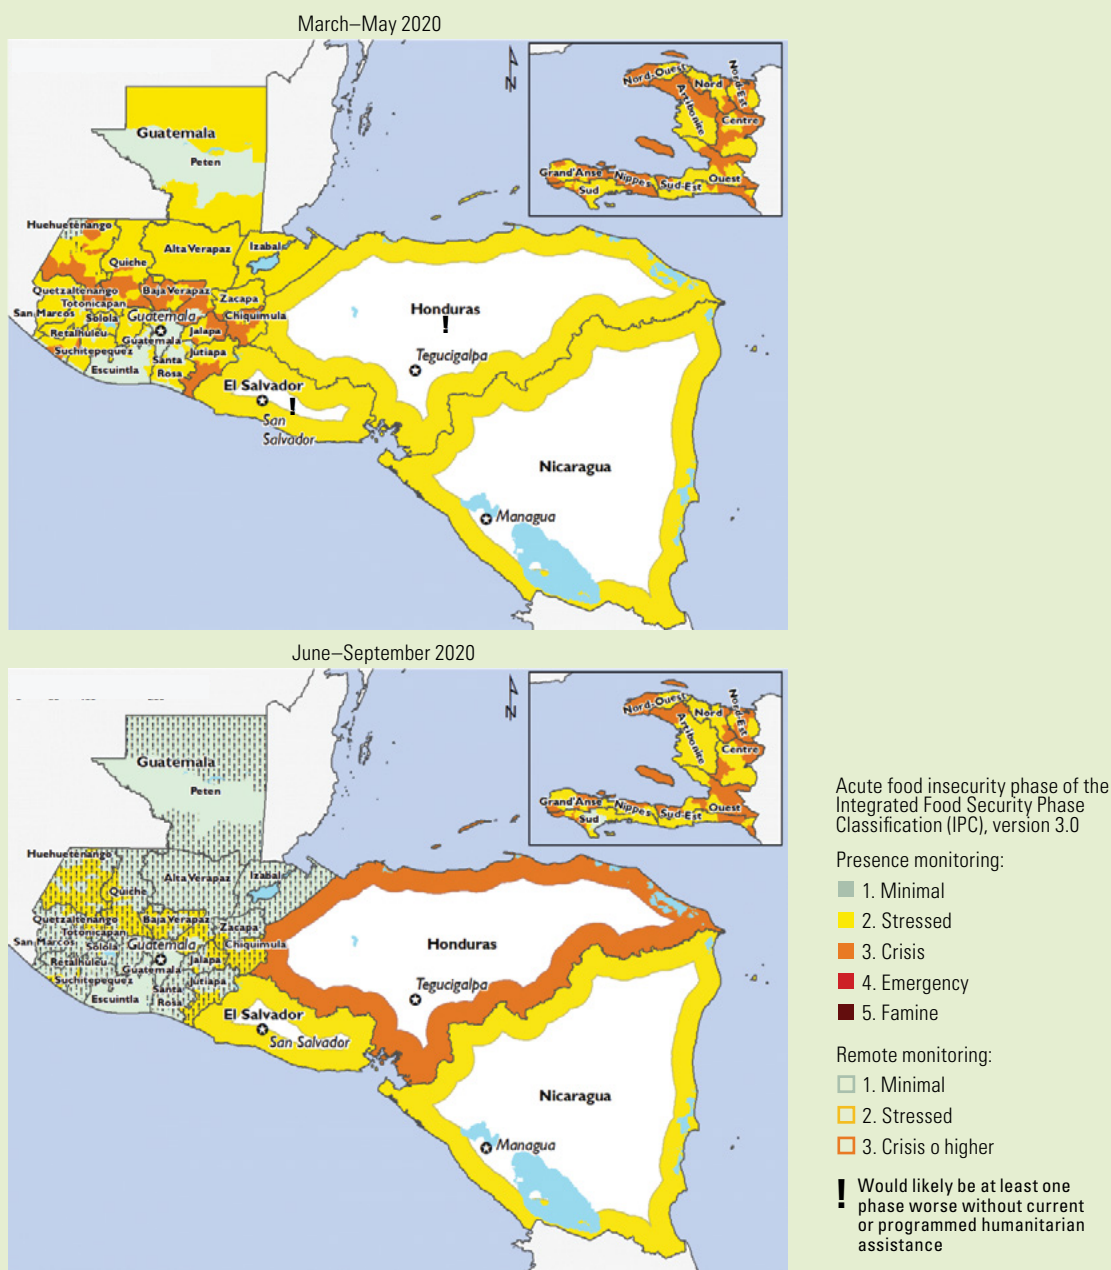 March–May 2020
N
Guatemala
Peten
Huehuetenango
Quiche
Alta Verapaz
Izabal
Quetzaltenango
Totonicapan
Baja Verapaz
Zacapa
San Marcos
Solola
Guatemala
Chiquimula
Retalhuleu
Guatemala
Jalapa
Suchitepequez
Jutiapa
Escuintla
Santa
Rosa
El Salvador
!
San
Salvador
Honduras
!
Tegucigalpa
Nicaragua
Managua
Nord-Ouest
Nord
Nord-Est
Artibonite
Centre
Grand'Anse
Nippes
Sud-Est
Ouest
Sud
June–September 2020
N
Guatemala
Peten
Huehuetenango
Quiche
Alta Verapaz
Izabal
Quetzaltenango
Totonicapan
Baja Verapaz
Zacapa
San Marcos
Solola
Guatemala
Chiquimula
Retalhuleu
Guatemala
Jalapa
Suchitepequez
Jutiapa
Escuintla
Santa
Rosa
El Salvador
San Salvador
Honduras
Tegucigalpa
Nicaragua
Managua
Nord-Ouest
Nord
Nord-Est
Artibonite
Centre
Grand'Anse
Nippes
Sud-Est
Ouest
Sud
Acute food insecurity phase of the
Integrated Food Security Phase
Classification (IPC), version 3.0
Presence monitoring:
1. Minimal
2. Stressed
3. Crisis
4. Emergency
5. Famine
Remote monitoring:
1. Minimal
2. Stressed
3. Crisis o higher
! Would likely be at least one
phase worse without current
or programmed humanitarian
assistance